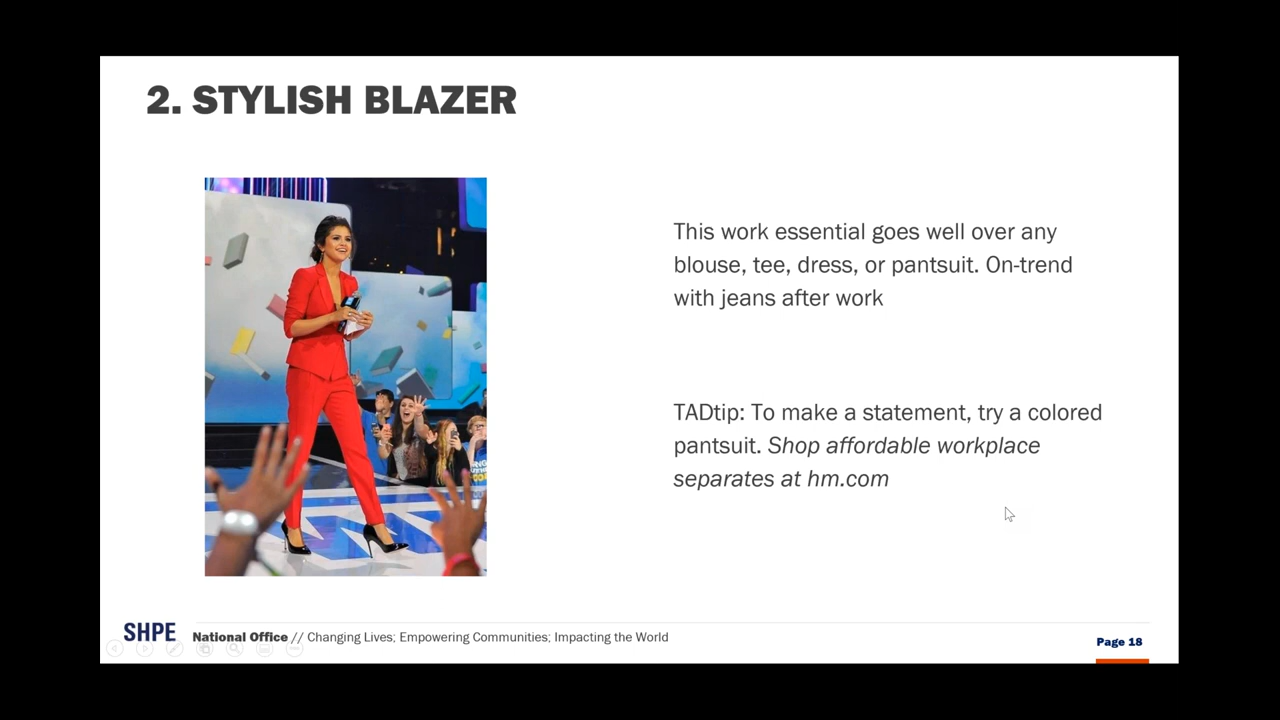 2. STYLISH BLAZER
This work essential goes well over any
blouse, tee, dress, or pantsuit. On-trend
with jeans after work
TADtip: To make a statement, try a colored
pantsuit. Shop affordable workplace
separates at hm.com
SHPE National Office // Changing Lives; Empowering Communities; Impacting the World
Page 18